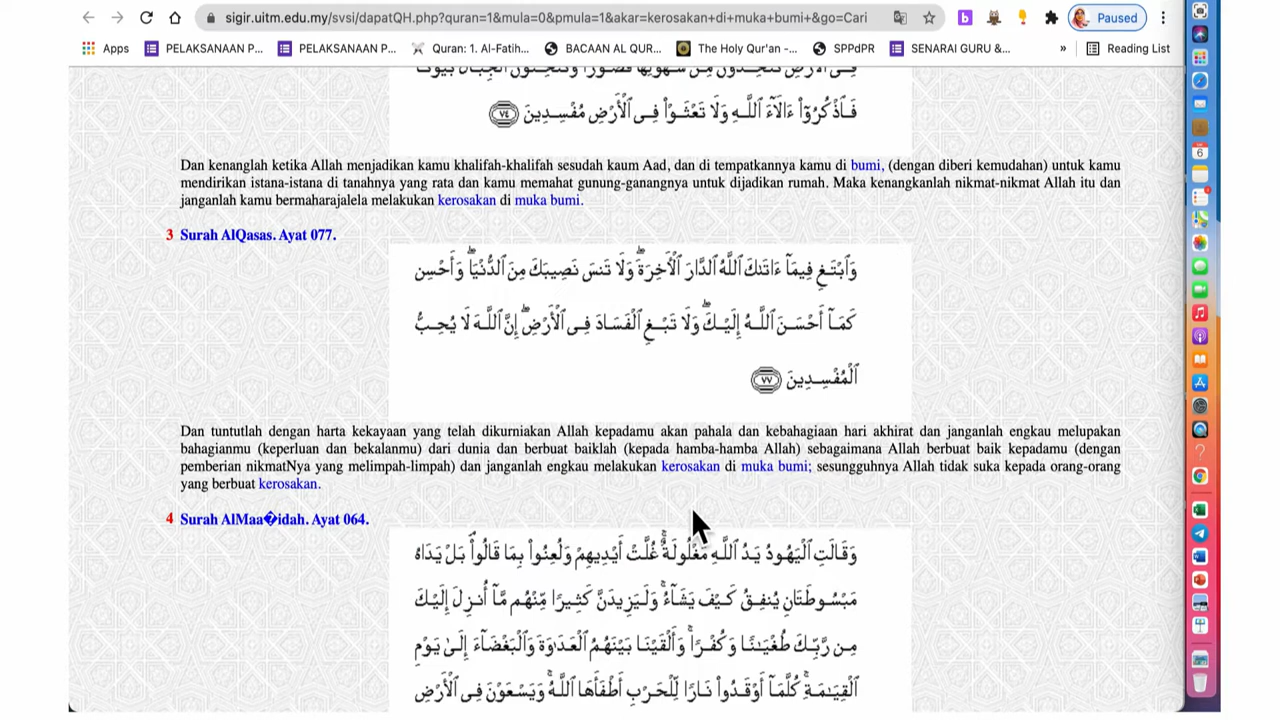 sigir.uitm.edu.my/svsi/dapatQH.php?quran=1&mula=0&pmula=1&akar=kerosakan+di+muka+bumi+&go=Cari
Paused
Apps PELAKSANAAN P... PELAKSANAAN P... Quran: 1. Al-Fatih... BACAAN AL QUR... The Holy Qur'an -... SPPdPR SENARAI GURU &... » Reading List
فَٱذْكُرُوٓا۟ ءَالَآءَ ٱللَّهِ وَلَا تَعْثَوْا۟ فِى ٱلْأَرْضِ مُفْسِدِينَ ٧٤
Dan kenanglah ketika Allah menjadikan kamu khalifah-khalifah sesudah kaum Aad, dan di tempatkannya kamu di bumi, (dengan diberi kemudahan) untuk kamu
mendirikan istana-istana di tanahnya yang rata dan kamu memahat gunung-ganangnya untuk dijadikan rumah. Maka kenangkanlah nikmat-nikmat Allah itu dan
janganlah kamu bermaharajalela melakukan kerosakan di muka bumi.
3 Surah AlQasas. Ayat 077.
وَٱبْتَغِ فِيمَآ ءَاتَىٰكَ ٱللَّهُ ٱلدَّارَ ٱلْـَٔاخِرَةَ ۖ وَلَا تَنسَ نَصِيبَكَ مِنَ ٱلدُّنْيَا ۖ وَأَحْسِن
كَمَآ أَحْسَنَ ٱللَّهُ إِلَيْكَ ۖ وَلَا تَبْغِ ٱلْفَسَادَ فِى ٱلْأَرْضِ ۖ إِنَّ ٱللَّهَ لَا يُحِبُّ
ٱلْمُفْسِدِينَ ٧٧
Dan tuntutlah dengan harta kekayaan yang telah dikurniakan Allah kepadamu akan pahala dan kebahagiaan hari akhirat dan janganlah engkau melupakan
bahagianmu (keperluan dan bekalanmu) dari dunia dan berbuat baiklah (kepada hamba-hamba Allah) sebagaimana Allah berbuat baik kepadamu (dengan
pemberian nikmatNya yang melimpah-limpah) dan janganlah engkau melakukan kerosakan di muka bumi; sesungguhnya Allah tidak suka kepada orang-orang
yang berbuat kerosakan.
4 Surah AlMaa�idah. Ayat 064.
وَقَالَتِ ٱلْيَهُودُ يَدُ ٱللَّهِ مَغْلُولَةٌ ۚ غُلَّتْ أَيْدِيهِمْ وَلُعِنُوا۟ بِمَا قَالُوا۟ ۘ بَلْ يَدَاهُ
مَبْسُوطَتَانِ يُنفِقُ كَيْفَ يَشَآءُ ۚ وَلَيَزِيدَنَّ كَثِيرًا مِّنْهُم مَّآ أُنزِلَ إِلَيْكَ
مِن رَّبِّكَ طُغْيَـٰنًا وَكُفْرًا ۚ وَأَلْقَيْنَا بَيْنَهُمُ ٱلْعَدَٰوَةَ وَٱلْبَغْضَآءَ إِلَىٰ يَوْمِ
ٱلْقِيَـٰمَةِ ۚ كُلَّمَآ أَوْقَدُوا۟ نَارًا لِّلْحَرْبِ أَطْفَأَهَا ٱللَّهُ ۚ وَيَسْعَوْنَ فِى ٱلْأَرْضِ